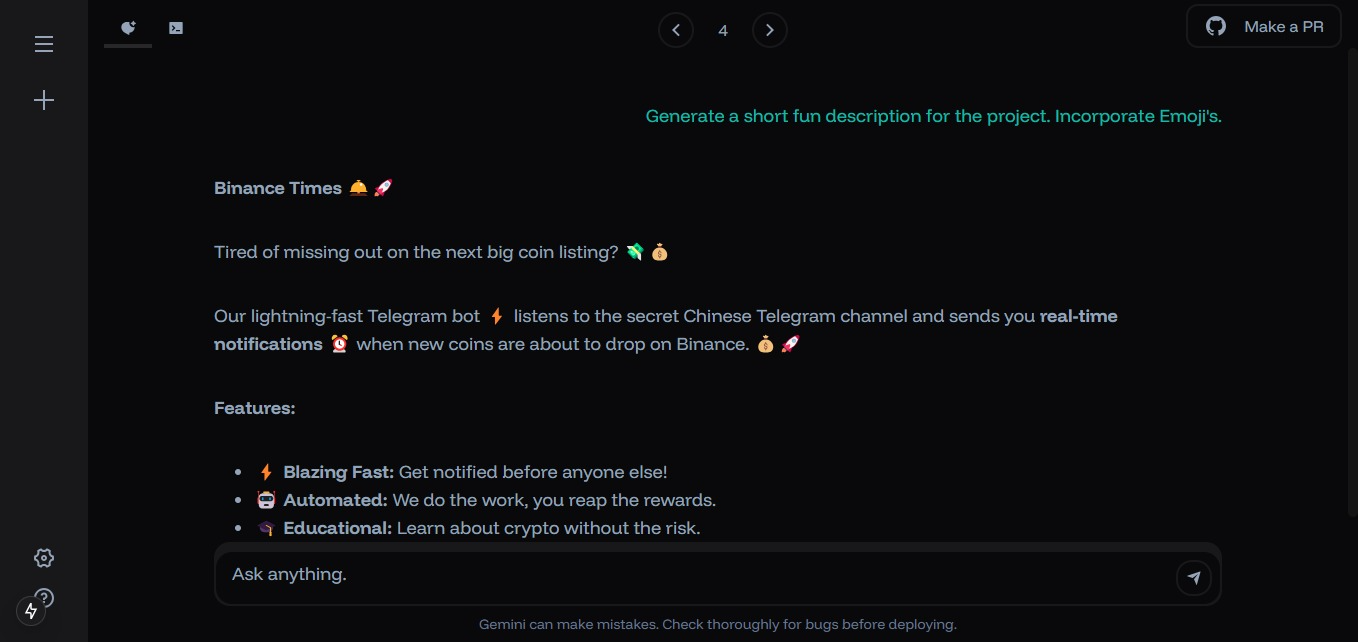 4
Make a PR
Generate a short fun description for the project. Incorporate Emoji's.
Binance Times 🛎️ 🚀
Tired of missing out on the next big coin listing? 💸 💰
Our lightning-fast Telegram bot ⚡ listens to the secret Chinese Telegram channel and sends you real-time
notifications ⏰ when new coins are about to drop on Binance. 💰 🚀
Features:
• ⚡ Blazing Fast: Get notified before anyone else!
• 🤖 Automated: We do the work, you reap the rewards.
• 🎓 Educational: Learn about crypto without the risk.
Ask anything.
Gemini can make mistakes. Check thoroughly for bugs before deploying.